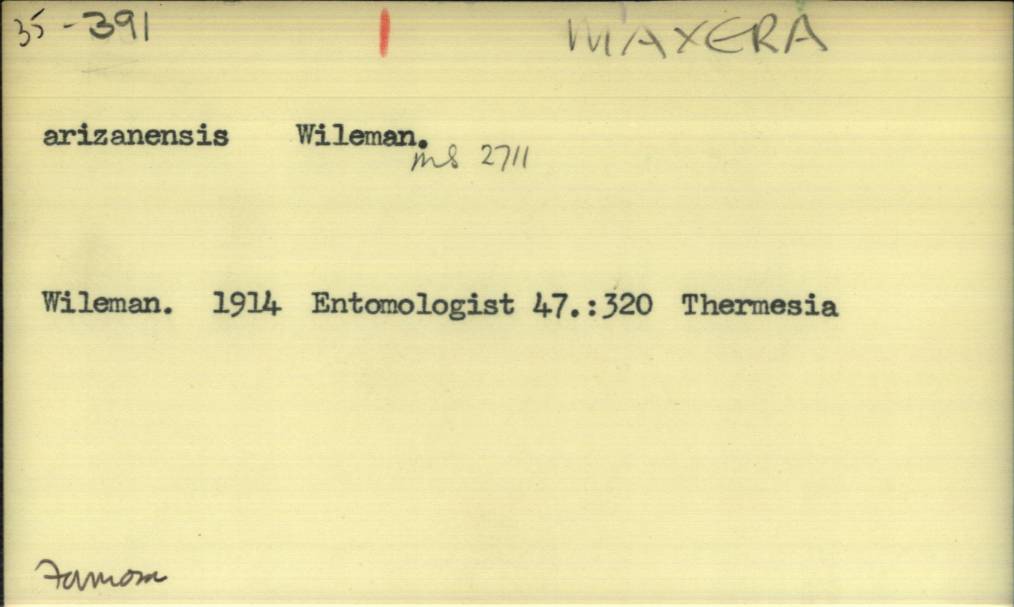 35-391 MAXERA
arizanensis Wileman.
ms 2711
Wileman. 1914 Entomologist 47.:320 Thermesia